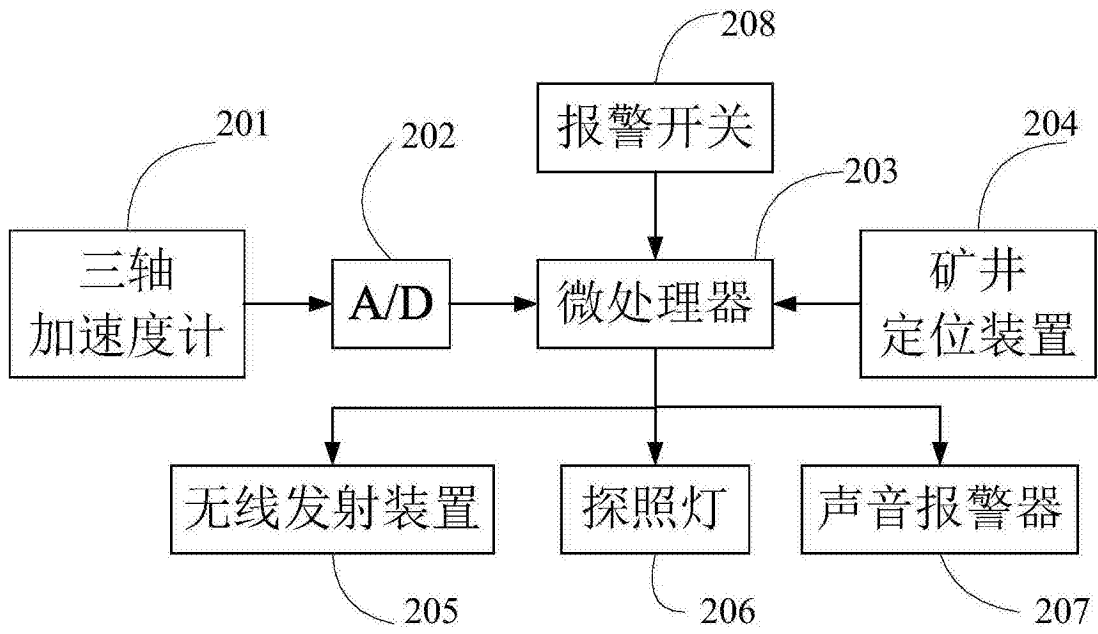 208
报警开关
201
202
203
204
三轴
加速度计
A/D
微处理器
矿井
定位装置
无线发射装置
探照灯
声音报警器
205
206
207